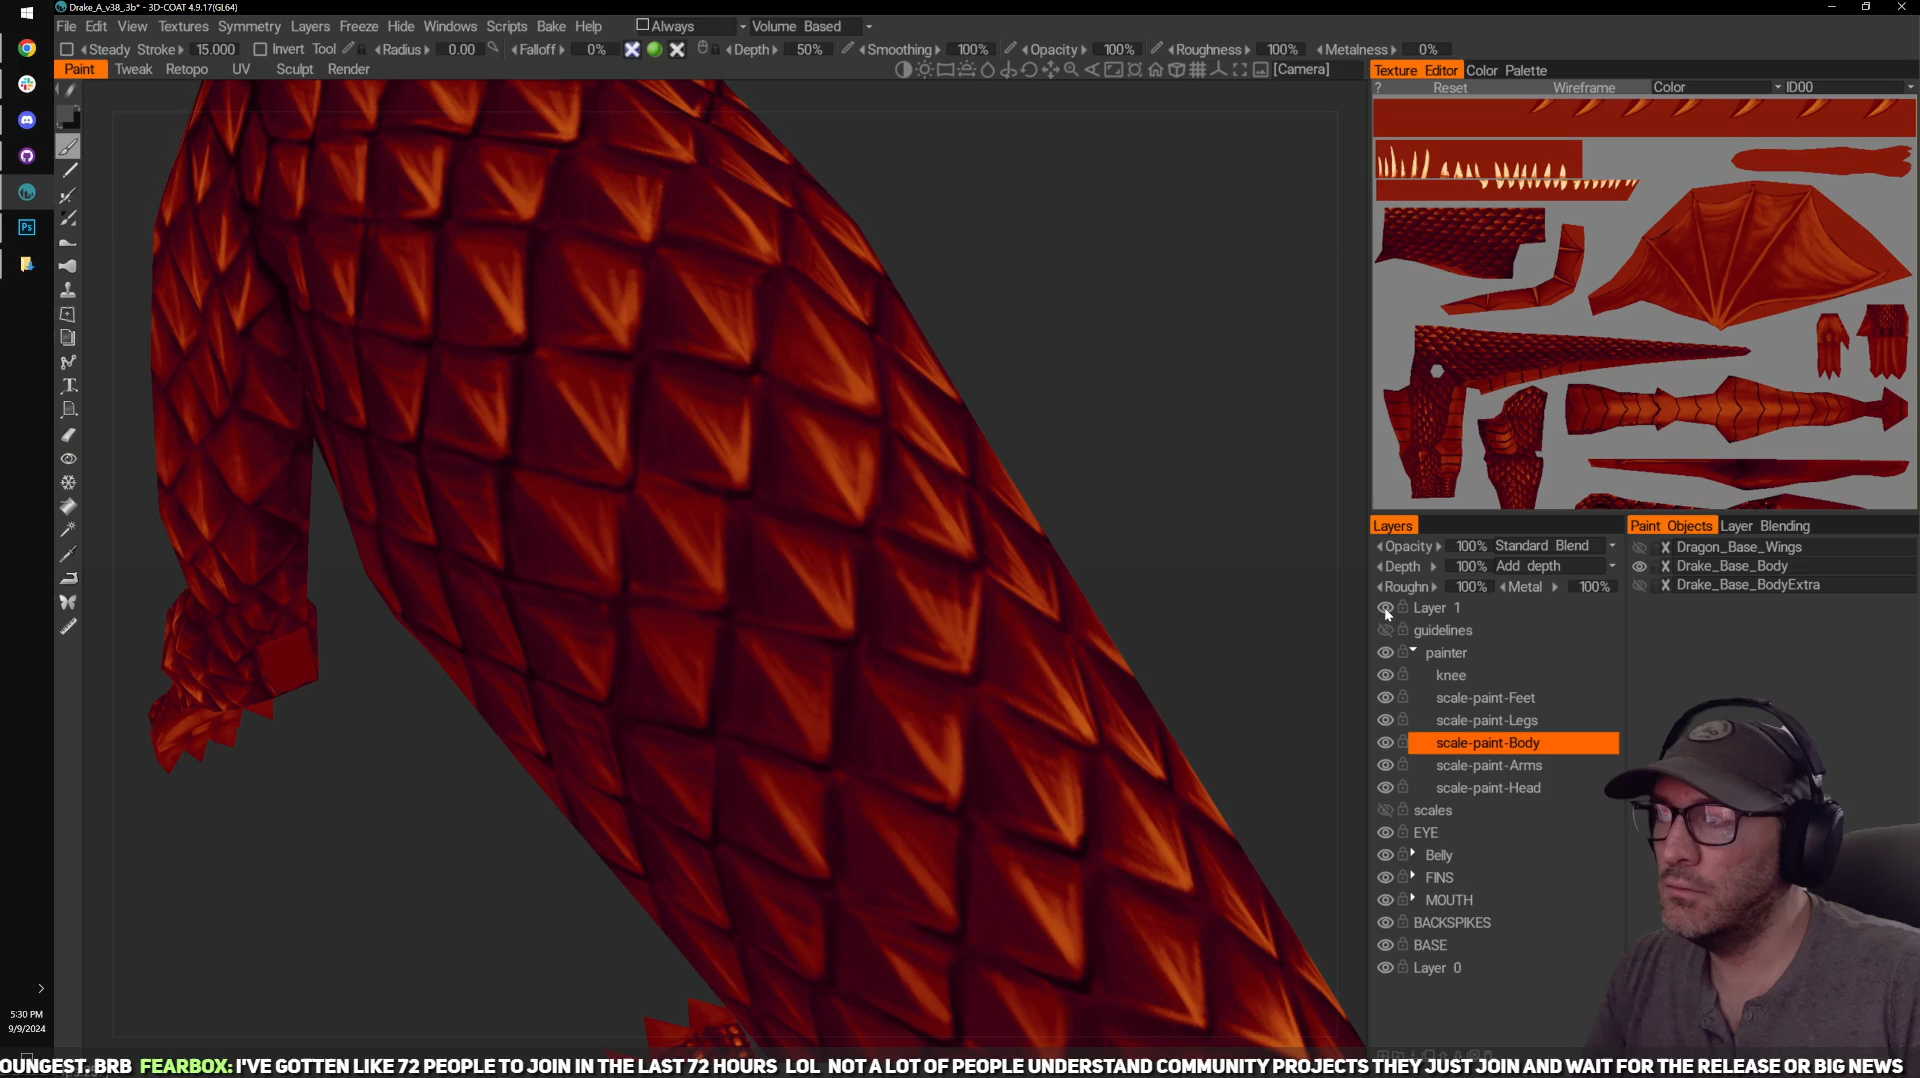 Drake_A_v38_.3b* - 3D-COAT 4.9.17(GL64)
File Edit View Textures Symmetry Layers Freeze Hide Windows Scripts Bake Help Always Volume Based
Steady Stroke 15.000 Invert Tool Radius 0.00 Falloff 0% Depth 50% Smoothing 100% Opacity 100% Roughness 100% Metalness 0%
Paint Tweak Retopo UV Sculpt Render [Camera]
Texture Editor Color Palette
? Reset Wireframe Color ID00
Ps
Layers
Opacity 100% Standard Blend
Depth 100% Add depth
Roughn 100% Metal 100%
Layer 1
guidelines
painter
knee
scale-paint-Feet
scale-paint-Legs
scale-paint-Body
scale-paint-Arms
scale-paint-Head
scales
EYE
Belly
FINS
MOUTH
BACKSPIKES
BASE
Layer 0
Paint Objects Layer Blending
Dragon_Base_Wings
Drake_Base_Body
Drake_Base_BodyExtra
5:30 PM
9/9/2024
OUNGEST. BRB FEARBOX: I'VE GOTTEN LIKE 72 PEOPLE TO JOIN IN THE LAST 72 HOURS LOL NOT A LOT OF PEOPLE UNDERSTAND COMMUNITY PROJECTS THEY JUST JOIN AND WAIT FOR THE RELEASE OR BIG NEWS